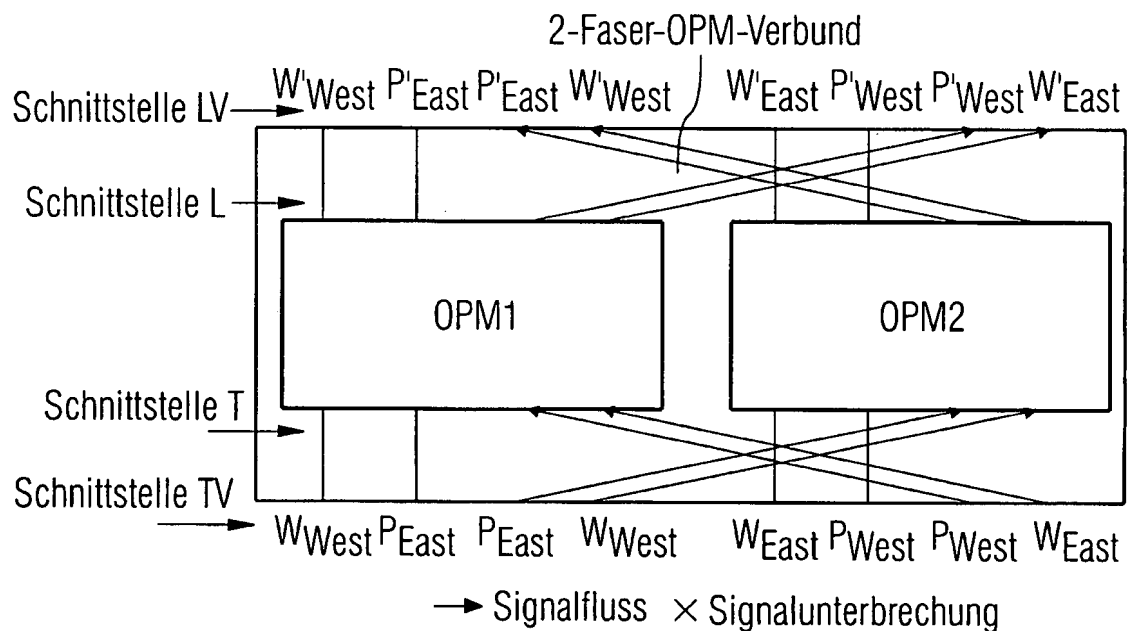 2-Faser-OPM-Verbund
W'West P'East P'East W'West W'East P'West P'West W'East
Schnittstelle LV
Schnittstelle L
OPM1 OPM2
Schnittstelle T
Schnittstelle TV
WWest PEast PEast WWest WEast PWest PWest WEast
→ Signalfluss × Signalunterbrechung